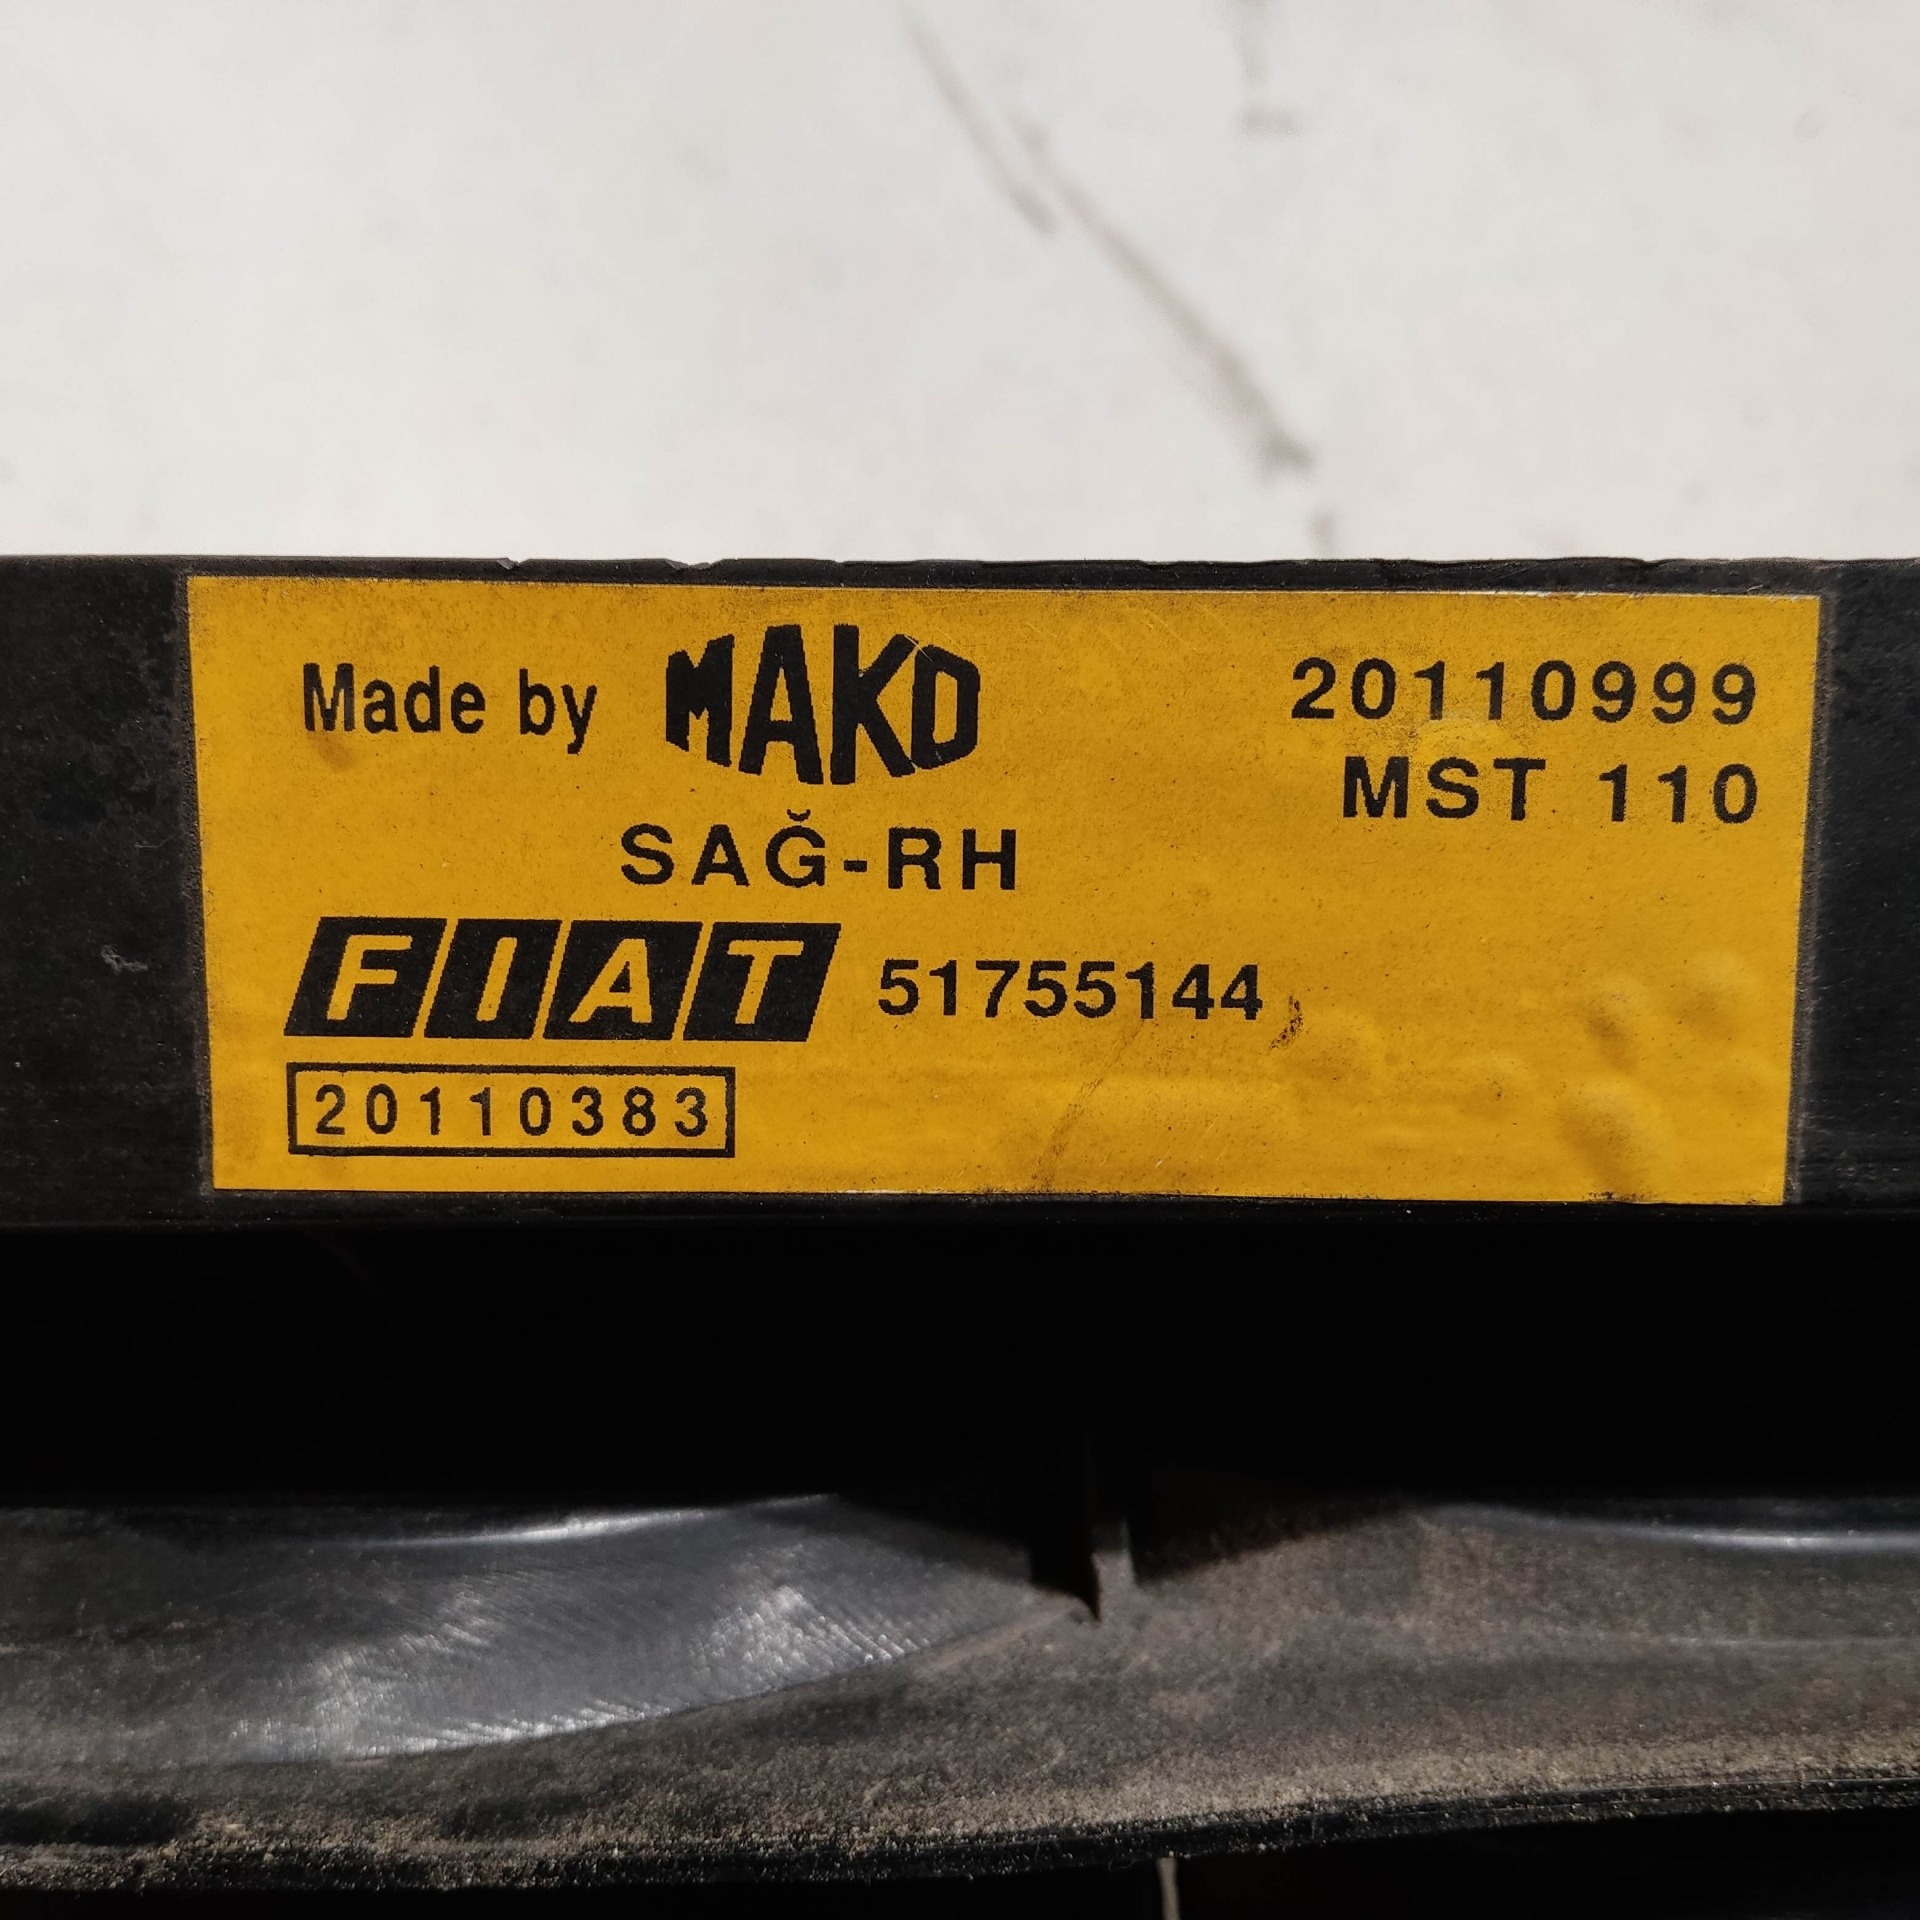 Made by MAKO 20110999
MST 110
SAĞ-RH
FIAT 51755144
20110383